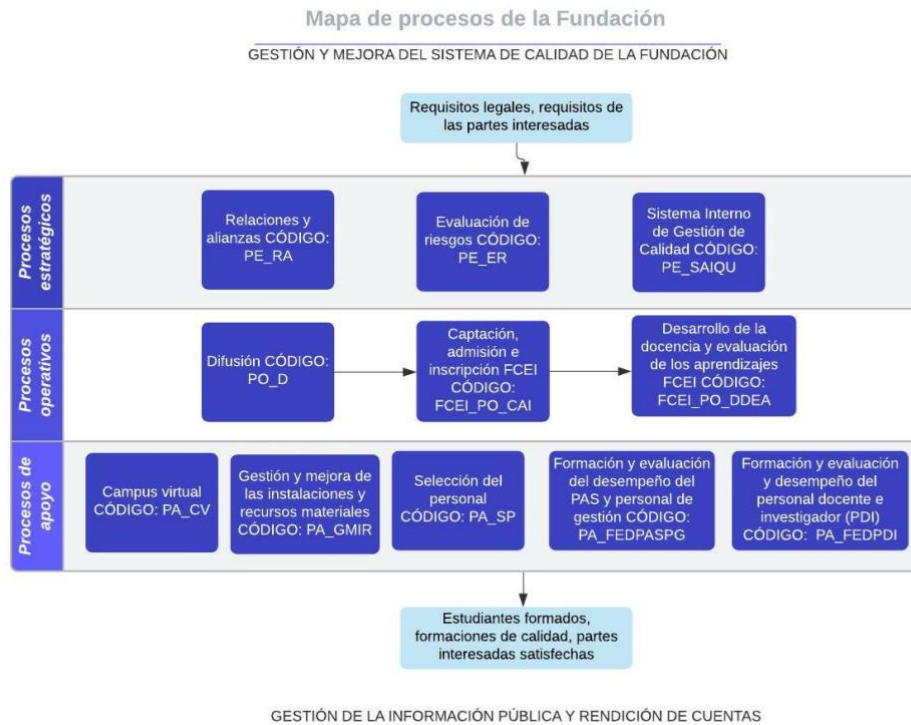 Mapa de procesos de la Fundación
GESTIÓN Y MEJORA DEL SISTEMA DE CALIDAD DE LA FUNDACIÓN
Requisitos legales, requisitos de
las partes interesadas
Procesos
estratégicos
Relaciones y
alianzas CÓDIGO:
PE_RA
Evaluación de
riesgos CÓDIGO:
PE_ER
Sistema Interno
de Gestión de
Calidad CÓDIGO:
PE_SAIQU
Procesos
operativos
Difusión CÓDIGO:
PO_D
Captación,
admisión e
inscripción FCEI
CÓDIGO:
FCEI_PO_CAI
Desarrollo de la
docencia y evaluación
de los aprendizajes
FCEI CÓDIGO:
FCEI_PO_DDEA
Procesos de
apoyo
Campus virtual
CÓDIGO: PA_CV
Gestión y mejora de
las instalaciones y
recursos materiales
CÓDIGO: PA_GMIR
Selección del
personal
CÓDIGO: PA_SP
Formación y evaluación
del desempeño del
PAS y personal de
gestión CÓDIGO:
PA_FEDPASPG
Formación y evaluación
y desempeño del
personal docente e
investigador (PDI)
CÓDIGO: PA_FEDPDI
Estudiantes formados,
formaciones de calidad, partes
interesadas satisfechas
GESTIÓN DE LA INFORMACIÓN PÚBLICA Y RENDICIÓN DE CUENTAS